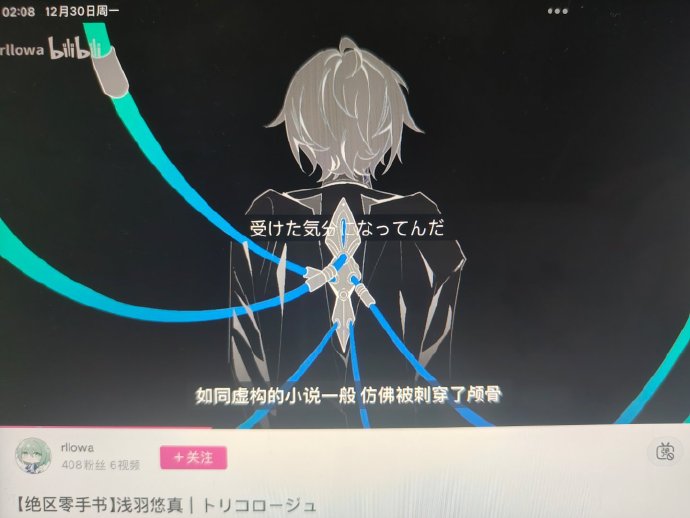 02:08 12月30日周一
rllowa bilibili
受けた気分になってんだ
如同虚构的小说一般 仿佛被刺穿了颅骨
rllowa
408粉丝 6视频
+关注
弹
【绝区零手书】浅羽悠真｜トリコロージュ